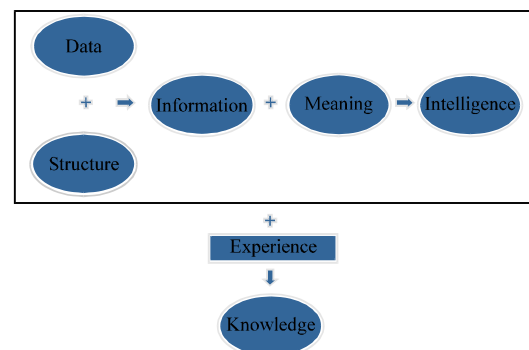 Data
+
Information + Meaning Intelligence
Structure
+
Experience
Knowledge